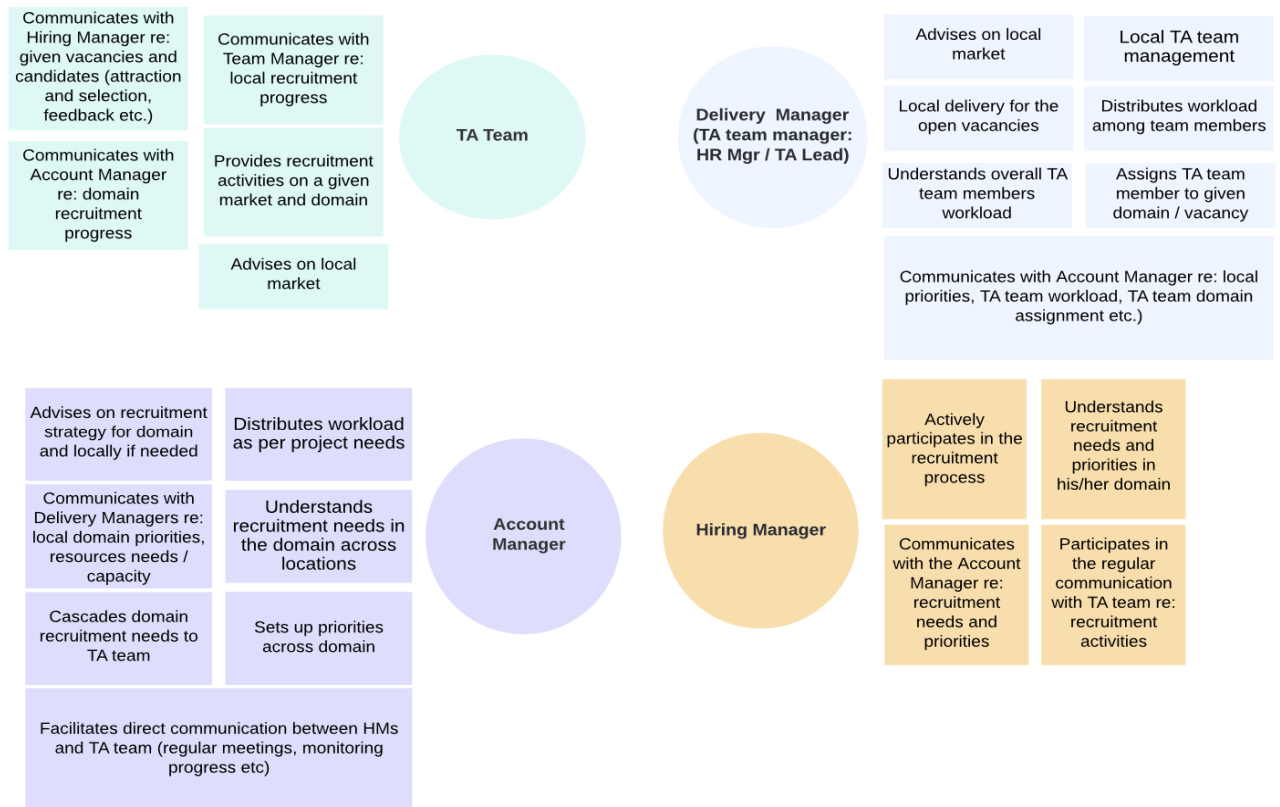 Communicates with
Hiring Manager re:
given vacancies and
candidates (attraction
and selection,
feedback etc.)
Communicates with
Team Manager re:
local recruitment
progress
Communicates with
Account Manager
re: domain
recruitment
progress
Provides recruitment
activities on a given
market and domain
Advises on local
market
TA Team
Delivery Manager
(TA team manager:
HR Mgr / TA Lead)
Advises on local
market
Local TA team
management
Local delivery for the
open vacancies
Distributes workload
among team members
Understands overall TA
team members
workload
Assigns TA team
member to given
domain / vacancy
Communicates with Account Manager re: local
priorities, TA team workload, TA team domain
assignment etc.)
Advises on recruitment
strategy for domain
and locally if needed
Distributes workload
as per project needs
Communicates with
Delivery Managers re:
local domain priorities,
resources needs /
capacity
Understands
recruitment needs in
the domain across
locations
Cascades domain
recruitment needs to
TA team
Sets up priorities
across domain
Facilitates direct communication between HMs
and TA team (regular meetings, monitoring
progress etc)
Account
Manager
Hiring Manager
Actively
participates in the
recruitment
process
Understands
recruitment
needs and
priorities in
his/her domain
Communicates
with the Account
Manager re:
recruitment
needs and
priorities
Participates in
the regular
communication
with TA team re:
recruitment
activities